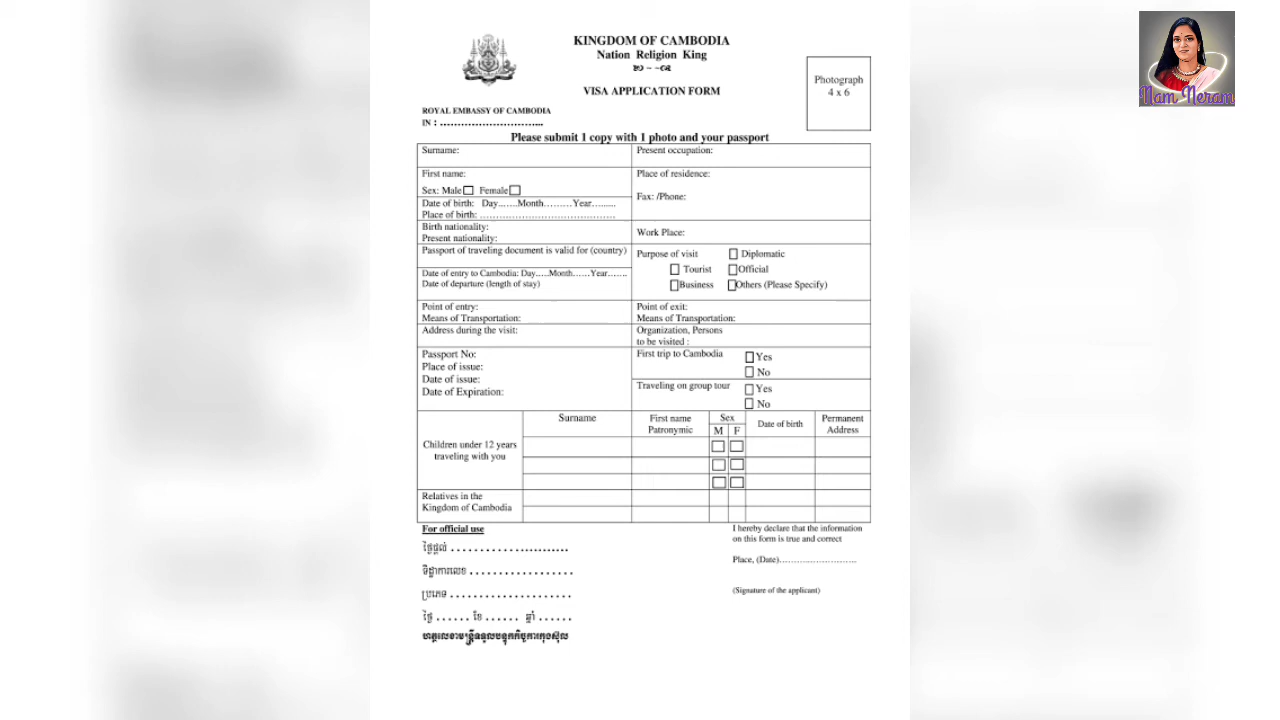 KINGDOM OF CAMBODIA
Nation Religion King
VISA APPLICATION FORM
Photograph
4 x 6
Nam Neram
ROYAL EMBASSY OF CAMBODIA
IN : ..............................
Please submit 1 copy with 1 photo and your passport
Surname:
Present occupation:
First name:
Sex: Male Female
Place of residence:
Fax: /Phone:
Date of birth: Day......Month.........Year........
Place of birth: ..........................................
Birth nationality:
Present nationality:
Work Place:
Passport of traveling document is valid for (country)
Purpose of visit Diplomatic
Tourist Official
Business Others (Please Specify)
Date of entry to Cambodia: Day.....Month......Year.......
Date of departure (length of stay)
Point of entry:
Means of Transportation:
Point of exit:
Means of Transportation:
Address during the visit:
Organization, Persons
to be visited :
Passport No:
Place of issue:
Date of issue:
Date of Expiration:
First trip to Cambodia Yes
No
Traveling on group tour Yes
No
Surname
First name
Patronymic
Sex
M F
Date of birth
Permanent
Address
Children under 12 years
traveling with you
Relatives in the
Kingdom of Cambodia
For official use
ថ្ងៃផ្តល់ ..........................
ទិដ្ឋាការលេខ ..................
ប្រភេទ .....................
ថ្ងៃ ...... ខែ ...... ឆ្នាំ ......
ហត្ថលេខាមន្ត្រីទទួលបន្ទុកកិច្ចការកុងស៊ុល
I hereby declare that the information
on this form is true and correct
Place, (Date)........................
(Signature of the applicant)